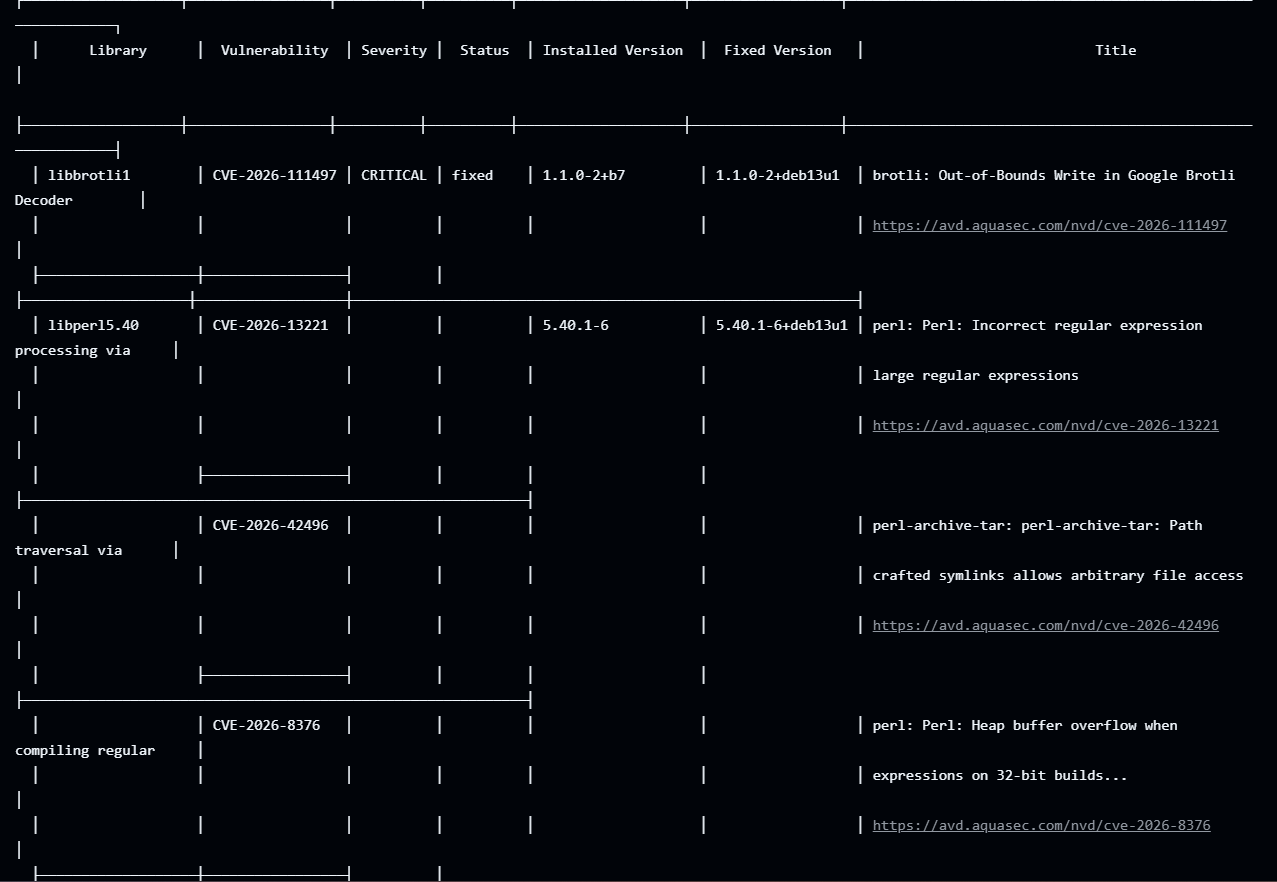 Library Vulnerability Severity Status Installed Version Fixed Version Title
libbrotli1 CVE-2026-111497 CRITICAL fixed 1.1.0-2+b7 1.1.0-2+deb13u1 brotli: Out-of-Bounds Write in Google Brotli
Decoder
https://avd.aquasec.com/nvd/cve-2026-111497
libperl5.40 CVE-2026-13221 5.40.1-6 5.40.1-6+deb13u1 perl: Perl: Incorrect regular expression
processing via
large regular expressions
https://avd.aquasec.com/nvd/cve-2026-13221
CVE-2026-42496 perl-archive-tar: perl-archive-tar: Path
traversal via
crafted symlinks allows arbitrary file access
https://avd.aquasec.com/nvd/cve-2026-42496
CVE-2026-8376 perl: Perl: Heap buffer overflow when
compiling regular
expressions on 32-bit builds...
https://avd.aquasec.com/nvd/cve-2026-8376